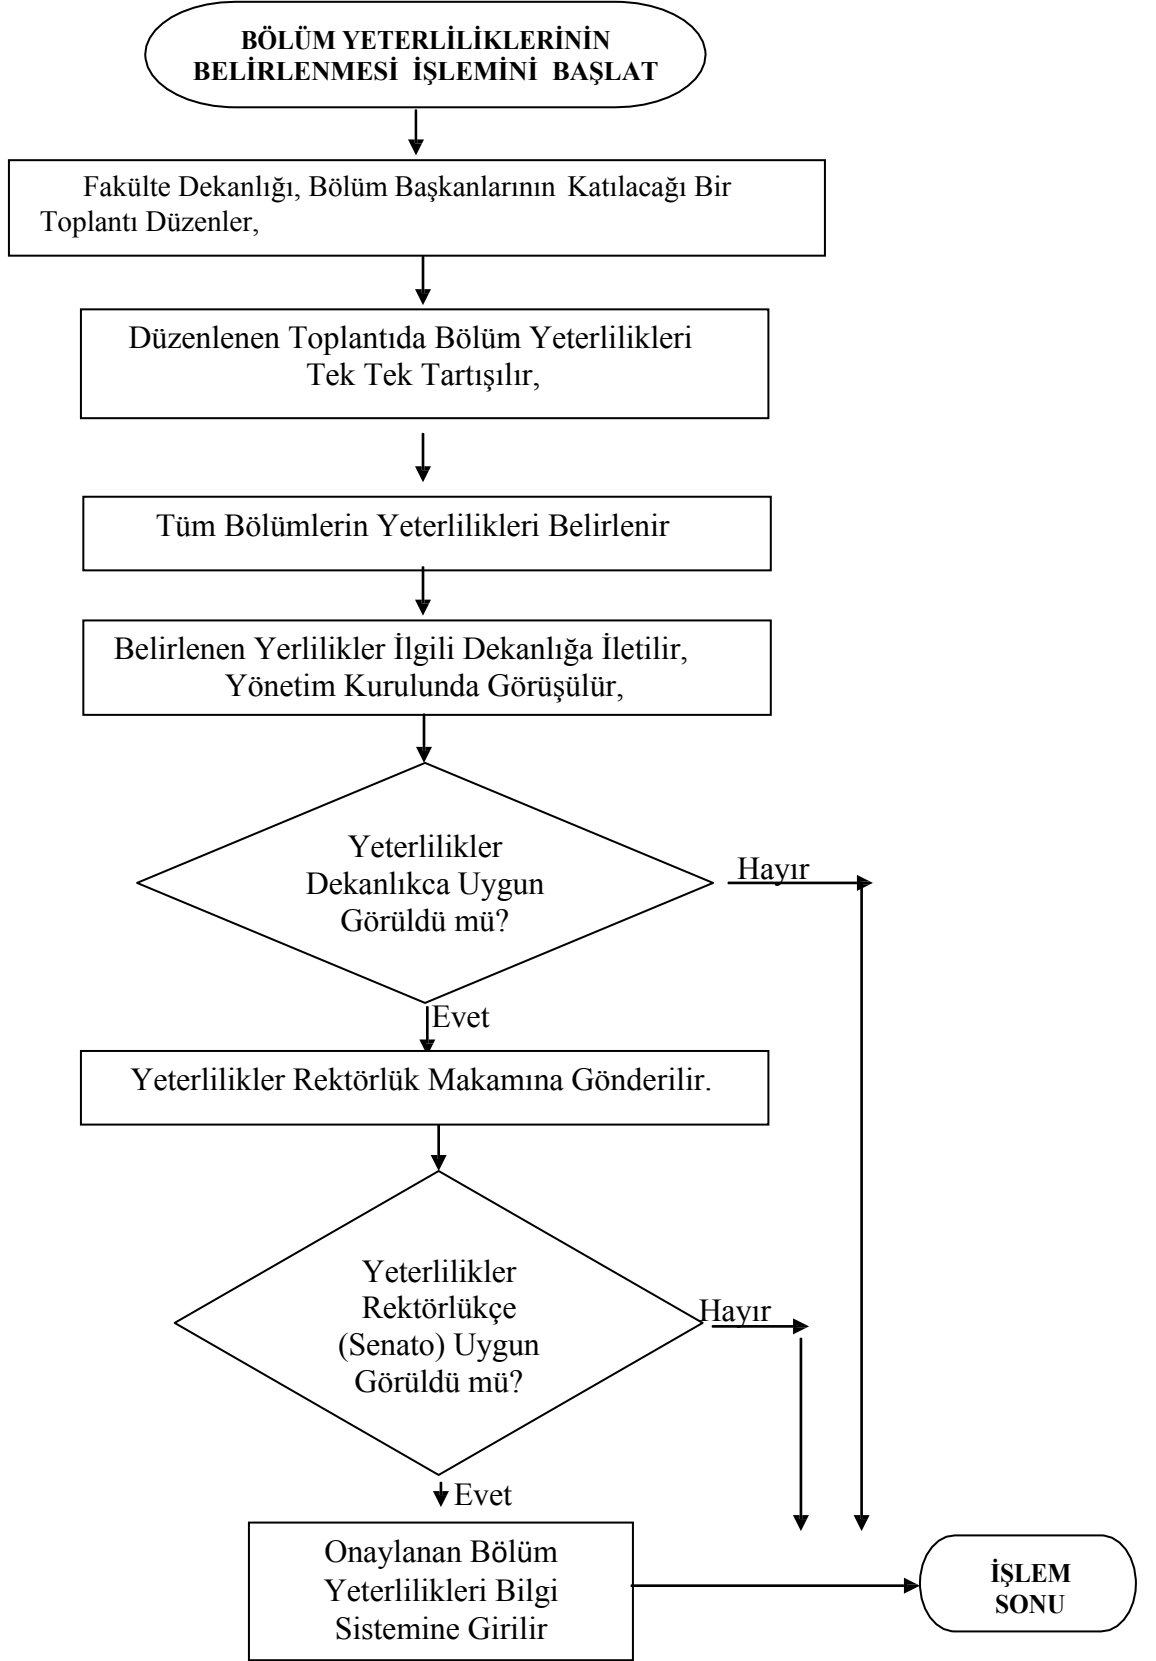 BÖLÜM YETERLİLİKLERİNİN
BELİRLENMESİ İŞLEMİNİ BAŞLAT
Fakülte Dekanlığı, Bölüm Başkanlarının Katılacağı Bir
Toplantı Düzenler,
Düzenlenen Toplantıda Bölüm Yeterlilikleri
Tek Tek Tartışılır,
Tüm Bölümlerin Yeterlilikleri Belirlenir
Belirlenen Yerlilikler İlgili Dekanlığa İletilir,
Yönetim Kurulunda Görüşülür,
Yeterlilikler
Dekanlıkca Uygun
Görüldü mü?
Hayır
Evet
Yeterlilikler Rektörlük Makamına Gönderilir.
Yeterlilikler
Rektörlükçe
(Senato) Uygun
Görüldü mü?
Hayır
Evet
Onaylanan Bölüm
Yeterlilikleri Bilgi
Sistemine Girilir
İŞLEM
SONU